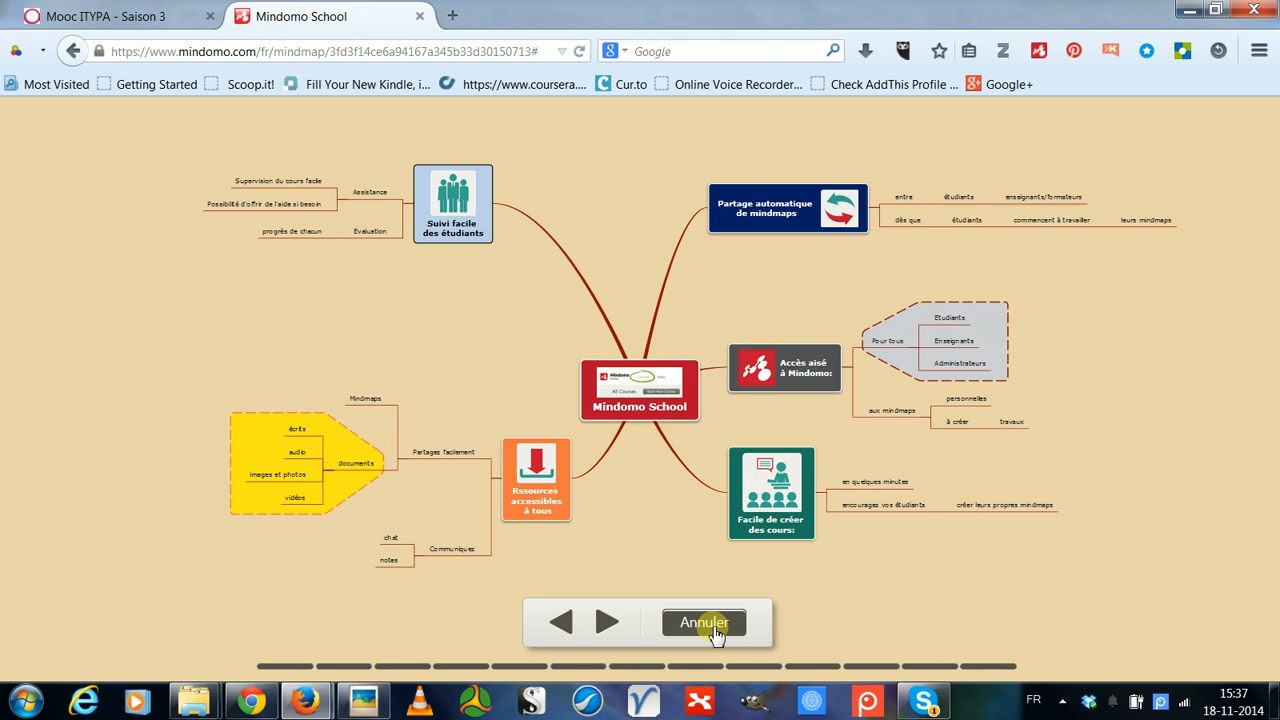 Mooc ITYPA - Saison 3
Mindomo School
https://www.mindomo.com/fr/mindmap/3fd3f14ce6a94167a345b33d30150713#
Google
Most Visited
Getting Started
Scoop.it!
Fill Your New Kindle, i...
https://www.coursera....
Cur.to
Online Voice Recorder...
Check AddThis Profile ...
Google+
Supervision du cours facile
Possibilité d'offrir de l'aide si besoin
Assistance
progrès de chacun
Evaluation
Suivi facile
des étudiants
Partage automatique
de mindmaps
entre
étudiants
enseignants/formateurs
dès que
étudiants
commencent à travailler
leurs mindmaps
Mindomo School
Accès aisé
à Mindomo:
Pour tous
Etudiants
Enseignants
Administrateurs
aux mindmaps
personnelles
à créer
travaux
Mindmaps
écrits
audio
images et photos
vidéos
documents
Partagez facilement
chat
notes
Communiquez
Rssources
accessibles
à tous
Facile de créer
des cours:
en quelques minutes
encouragez vos étudiants
créer leurs propres mindmaps
Annuler
FR
15:37
18-11-2014